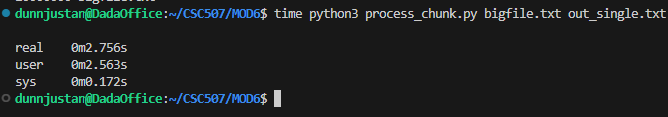 dunnjustan@DadaOffice:~/CSC507/MOD6$ time python3 process_chunk.py bigfile.txt out_single.txt
real 0m2.756s
user 0m2.563s
sys 0m0.172s
dunnjustan@DadaOffice:~/CSC507/MOD6$